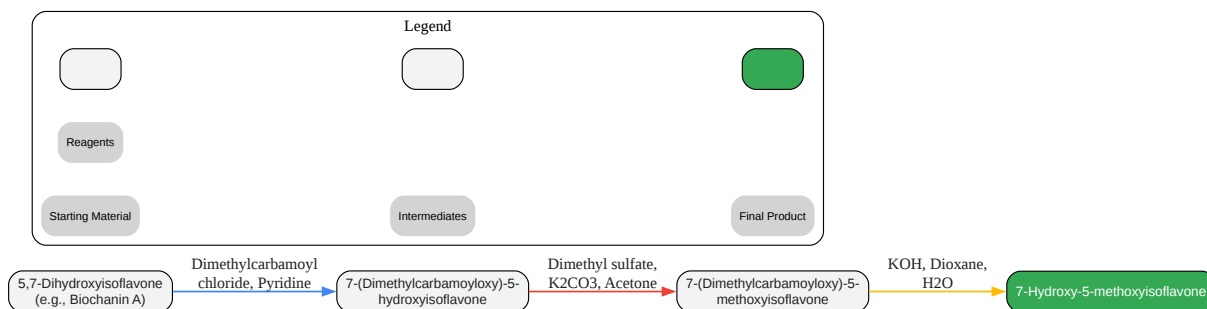 Legend
Reagents
Starting Material
Intermediates
Final Product
5,7-Dihydroxyisoflavone
(e.g., Biochanin A)
Dimethylcarbamoyl
chloride, Pyridine
7-(Dimethylcarbamoyloxy)-5-
hydroxyisoflavone
Dimethyl sulfate,
K2CO3, Acetone
7-(Dimethylcarbamoyloxy)-5-
methoxyisoflavone
KOH, Dioxane,
H2O
7-Hydroxy-5-methoxyisoflavone